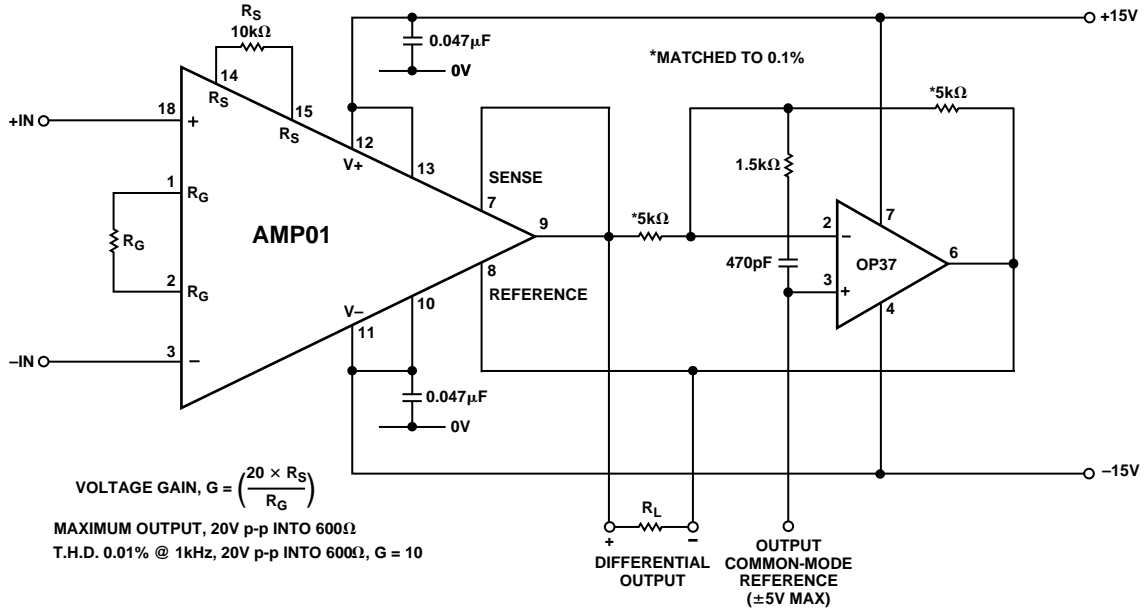 RS
10kΩ
14
RS
15
RS
0.047μF
0V
+15V
*MATCHED TO 0.1%
+IN
18
+
12
V+
13
*5kΩ
1.5kΩ
1
RG
RG
2
RG
AMP01
SENSE
7
9
*5kΩ
2
−
7
OP37
6
470pF
3
+
4
8
REFERENCE
V−
10
11
−IN
3
−
0.047μF
0V
−15V
VOLTAGE GAIN, G = (20 × RS / RG)
MAXIMUM OUTPUT, 20V p-p INTO 600Ω
T.H.D. 0.01% @ 1kHz, 20V p-p INTO 600Ω, G = 10
RL
+
−
DIFFERENTIAL
OUTPUT
OUTPUT
COMMON-MODE
REFERENCE
(±5V MAX)